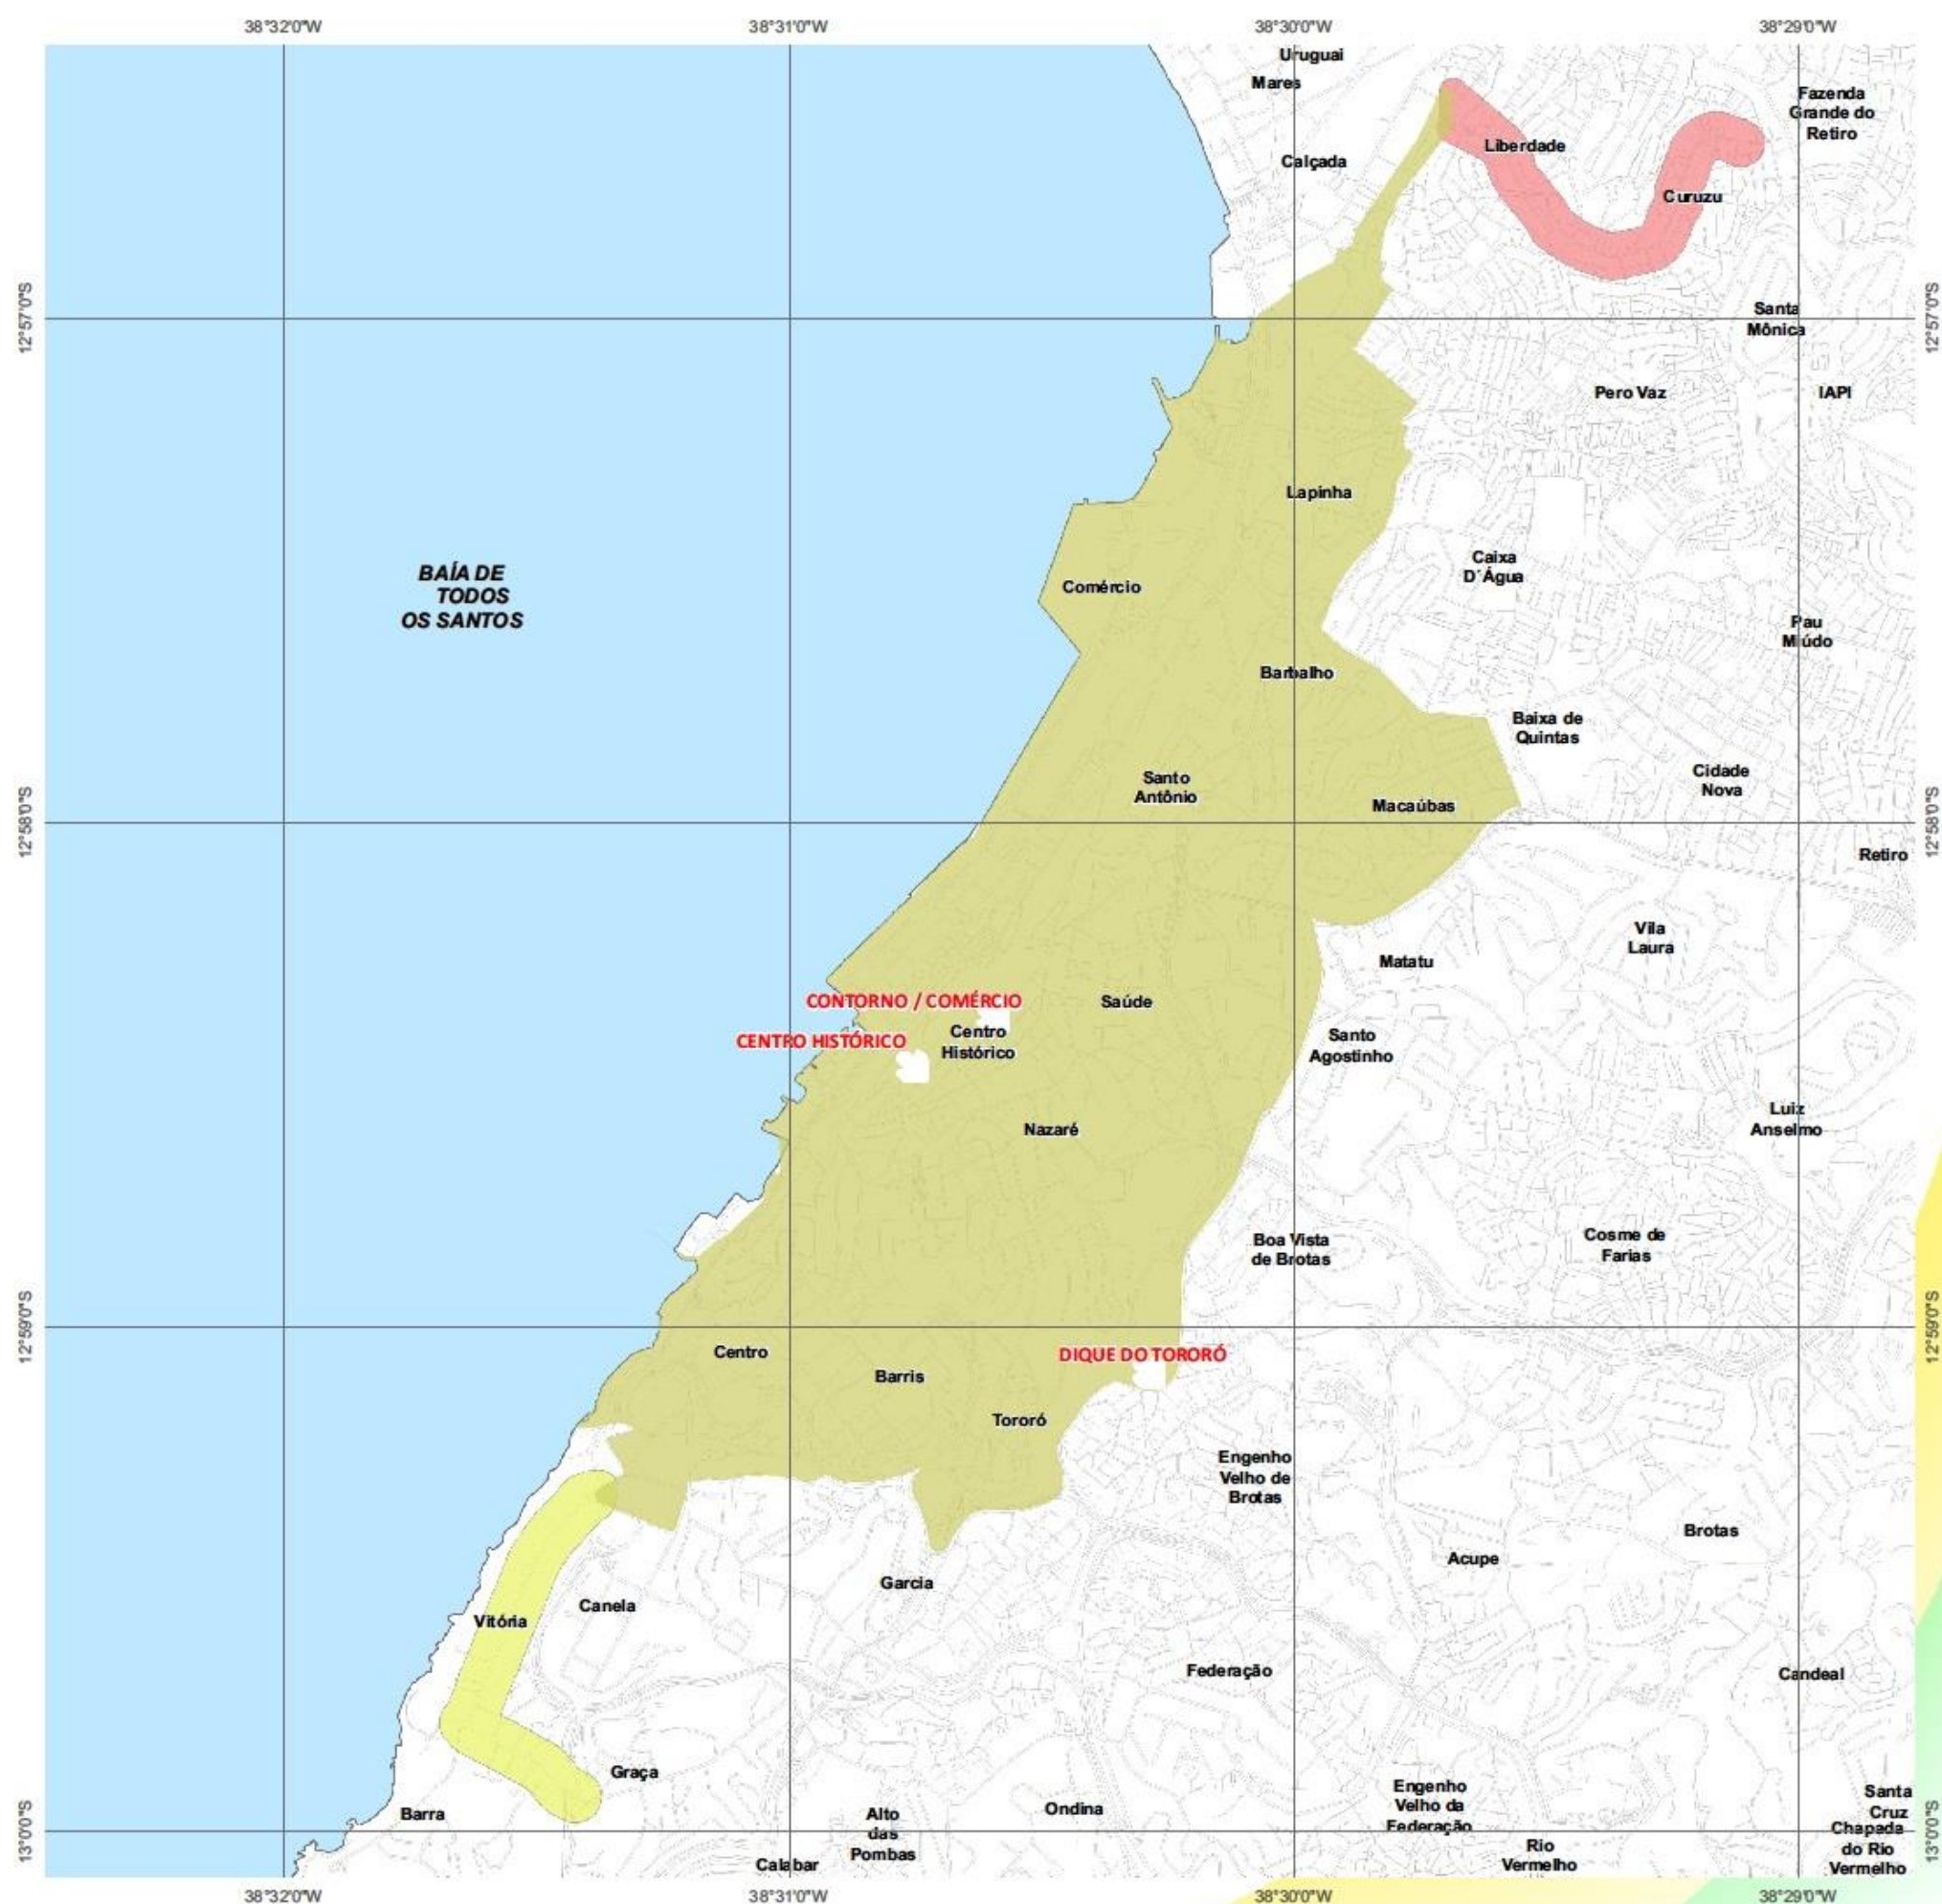 38°32'0"W
38°31'0"W
38°30'0"W
38°29'0"W
Uruguai
Mares
Fazenda
Grande do
Retiro
Liberdade
Calçada
Curuzu
12°57'0"S
12°57'0"S
Santa
Mônica
Pero Vaz
IAPI
Lapinha
BAÍA DE
TODOS
OS SANTOS
Comércio
Caixa
D´Água
Pau
Miúdo
Barbalho
Baixa de
Quintas
Santo
Antônio
Macaúbas
Cidade
Nova
12°58'0"S
12°58'0"S
Retiro
Vila
Laura
Matatu
CONTORNO / COMÉRCIO
Saúde
CENTRO HISTÓRICO
Centro
Histórico
Santo
Agostinho
Nazaré
Luiz
Anselmo
Boa Vista
de Brotas
Cosme de
Farias
12°59'0"S
12°59'0"S
Centro
DIQUE DO TORORÓ
Barris
Tororó
Engenho
Velho de
Brotas
Brotas
Acupe
Garcia
Canela
Vitória
Federação
Candeal
Graça
Barra
Alto
das
Pombas
Ondina
Engenho
Velho da
Federação
Santa
Cruz
Chapada
do Rio
Vermelho
13°0'0"S
13°0'0"S
Calabar
Rio
Vermelho
38°32'0"W
38°31'0"W
38°30'0"W
38°29'0"W